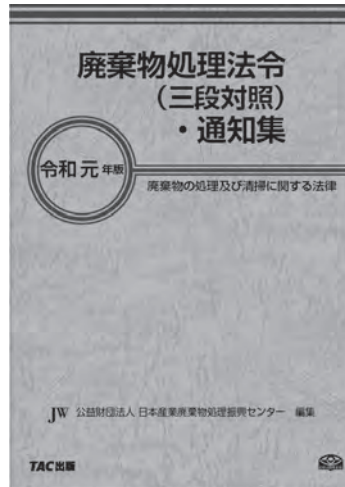 廃棄物処理法令
（三段対照）
・通知集
令和元年版
廃棄物の処理及び清掃に関する法律
JW 公益財団法人 日本産業廃棄物処理振興センター 編集
TAC出版